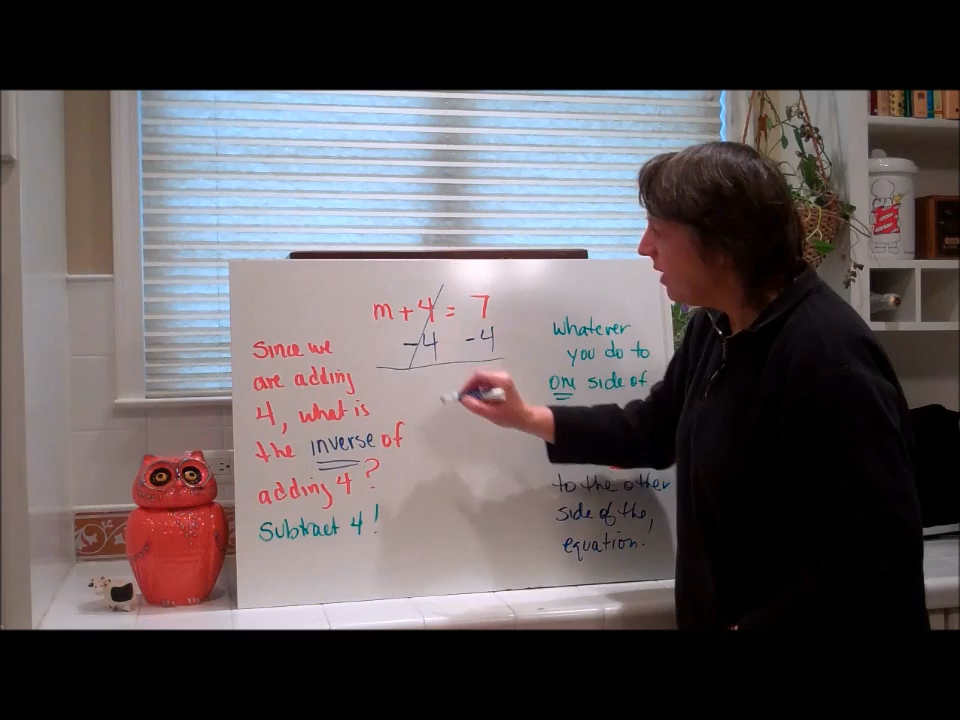 m + 4 = 7
-4 -4
Since we
are adding
4, what is
the inverse of
adding 4?
Subtract 4!
Whatever
you do to
one side of
to the other
side of the
equation!